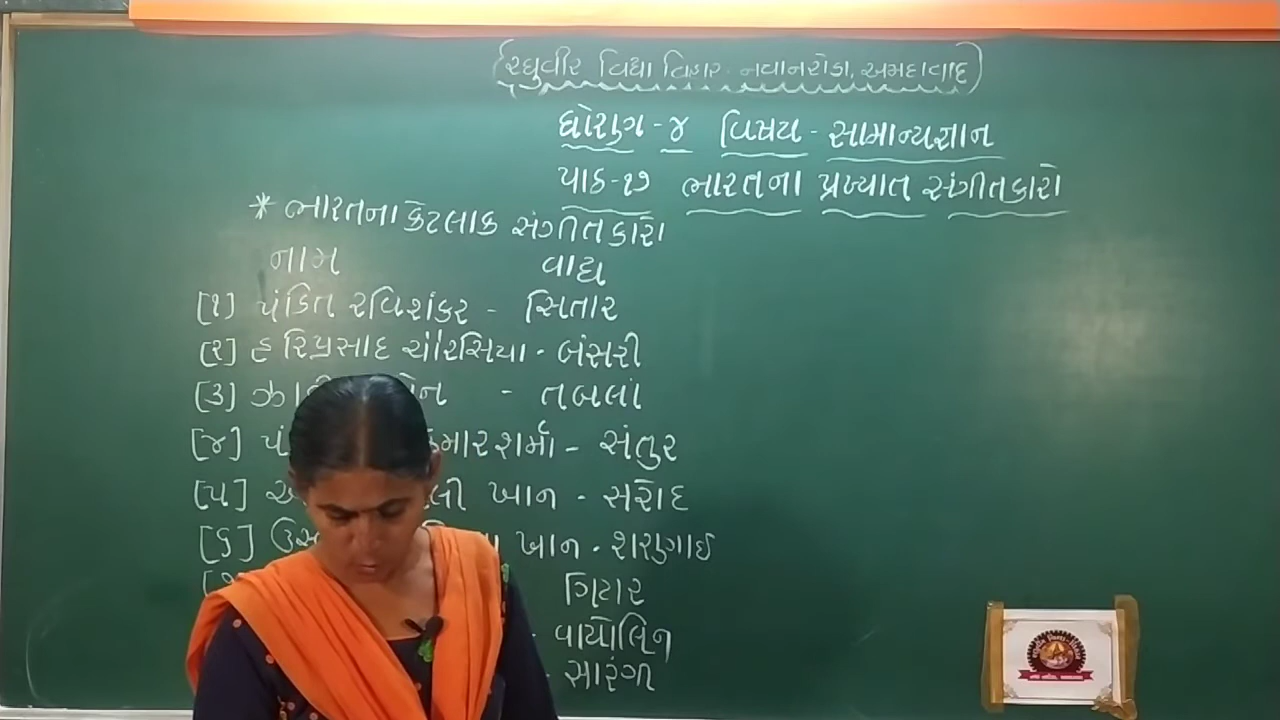 (રઘુવીર વિદ્યા વિહાર - નવાનરોડા, અમદાવાદ)
ધોરણ - ૪ વિષય - સામાન્યજ્ઞાન
પાઠ - ૧૭ ભારતના પ્રખ્યાત સંગીતકારો
* ભારતના કેટલાક સંગીતકારો
નામ વાદ્ય
[૧] પંડિત રવિશંકર - સિતાર
[૨] હરિપ્રસાદ ચૌરસિયા - બંસરી
[૩] - તબલાં
[૪] શર્મા - સંતુર
[૫] ખાન - સરોદ
[૬] ખાન - શરણાઈ
ગિટાર
- વાયોલિન
- સારંગી